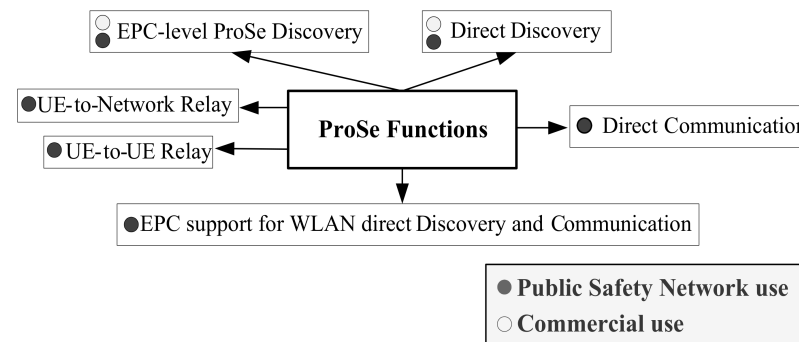 EPC-level ProSe Discovery
Direct Discovery
UE-to-Network Relay
ProSe Functions
Direct Communication
UE-to-UE Relay
EPC support for WLAN direct Discovery and Communication
Public Safety Network use
Commercial use